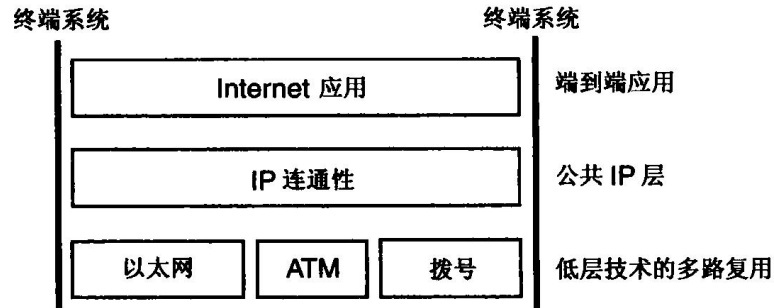 终端系统 终端系统
Internet 应用 端到端应用
IP 连通性 公共 IP 层
以太网 ATM 拨号 低层技术的多路复用